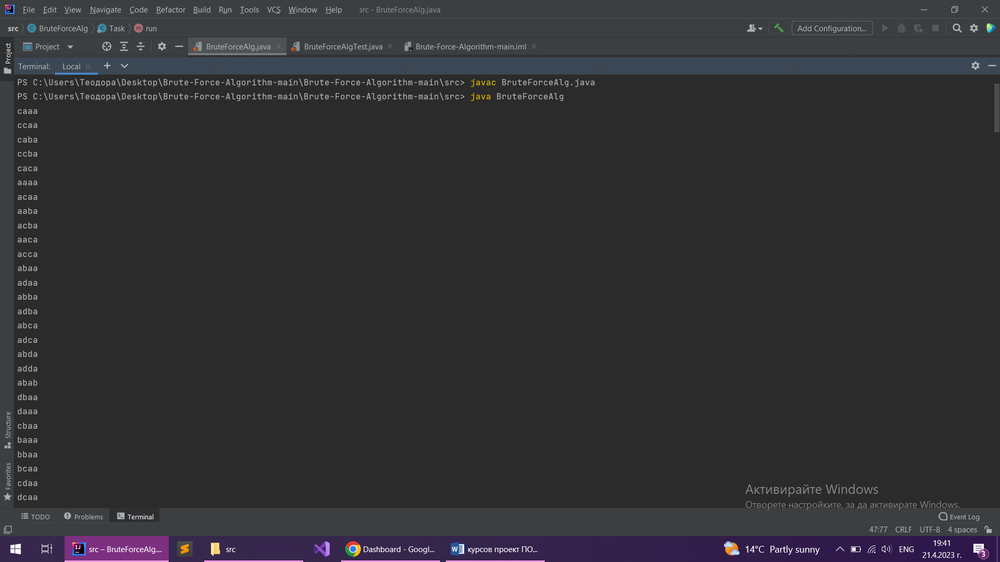 File Edit View Navigate Code Refactor Build Run Tools VCS Window Help src - BruteForceAlg.java
src BruteForceAlg Task run Add Configuration...
Project BruteForceAlg.java BruteForceAlgTest.java Brute-Force-Algorithm-main.iml
Project
Terminal: Local
PS C:\Users\Теодора\Desktop\Brute-Force-Algorithm-main\Brute-Force-Algorithm-main\src> javac BruteForceAlg.java
PS C:\Users\Теодора\Desktop\Brute-Force-Algorithm-main\Brute-Force-Algorithm-main\src> java BruteForceAlg
caaa
ccaa
caba
ccba
caca
aaaa
acaa
aaba
acba
aaca
acca
abaa
adaa
abba
adba
abca
adca
abda
adda
abab
dbaa
daaa
cbaa
baaa
bbaa
bcaa
cdaa
dcaa
Structure
Favorites
Активирайте Windows
Отворете настройките, за да активирате Windows.
TODO Problems Terminal Event Log
47:77 CRLF UTF-8 4 spaces
src – BruteForceAlg.... src Dashboard - Googl... курсов проект ПО... 14°C Partly sunny ENG 19:41
21.4.2023 г. 3